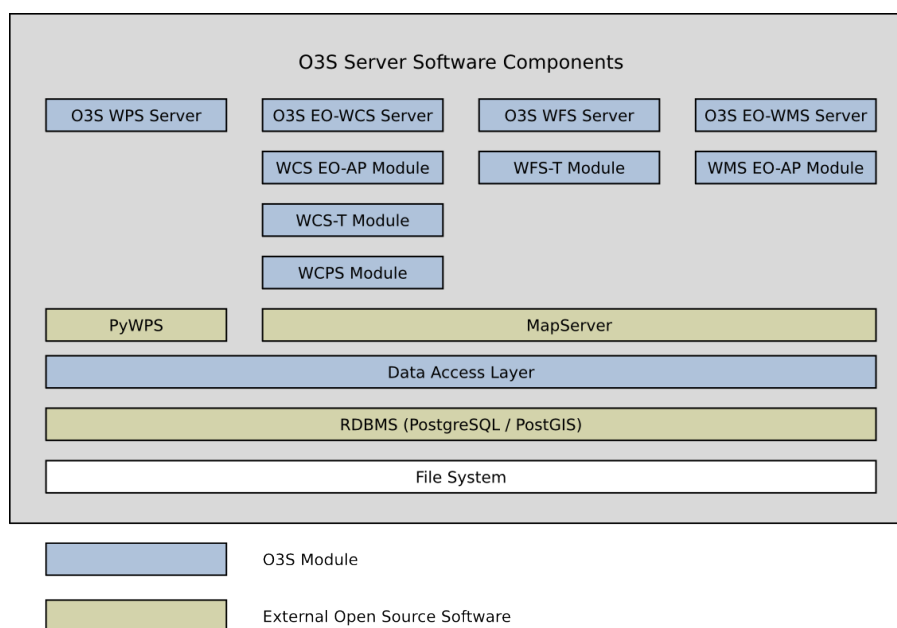 O3S Server Software Components
O3S WPS Server
O3S EO-WCS Server
O3S WFS Server
O3S EO-WMS Server
WCS EO-AP Module
WFS-T Module
WMS EO-AP Module
WCS-T Module
WCPS Module
PyWPS
MapServer
Data Access Layer
RDBMS (PostgreSQL / PostGIS)
File System
O3S Module
External Open Source Software